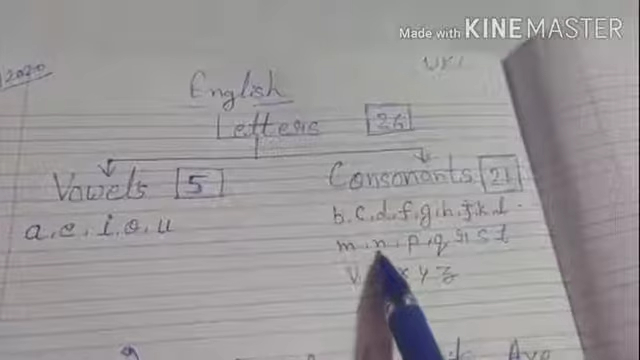 Made with KINEMASTER
2020
English
Letters 26
Vowels 5
Consonants 21
a, e, i, o, u
b, c, d, f, g, h, j, k, l
m, n, p, q, r, s, t
v x y z